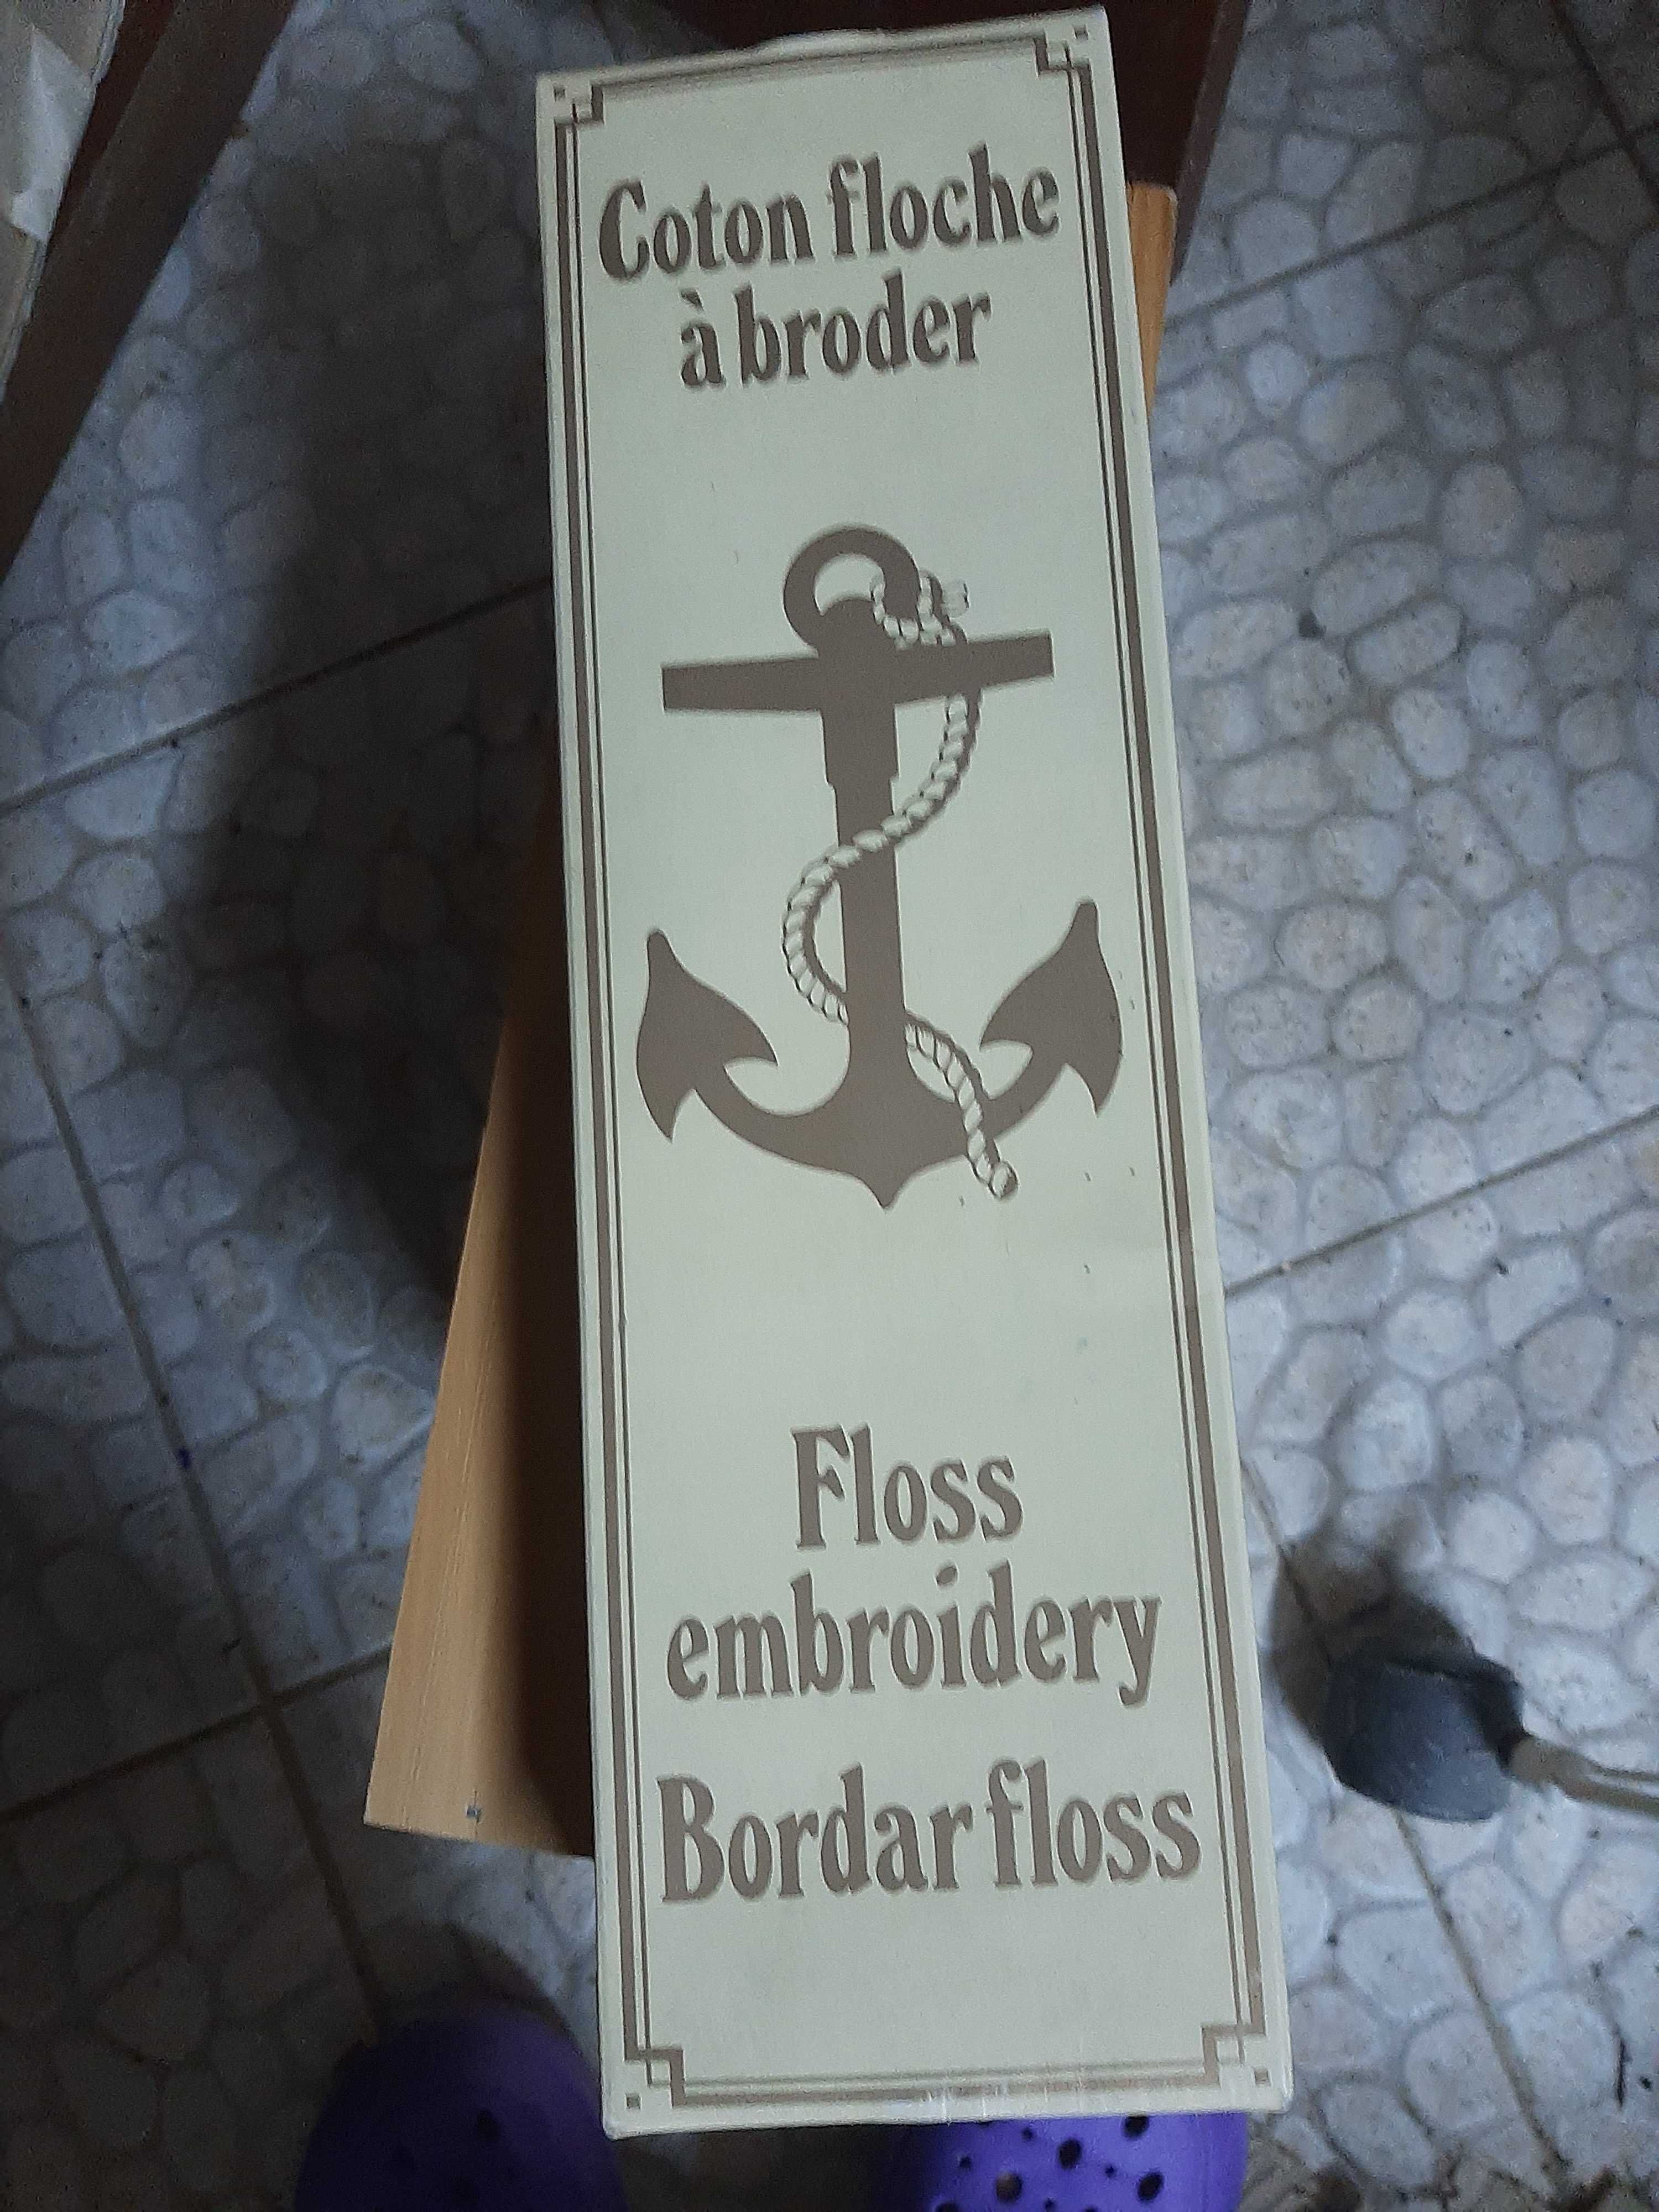 Coton floche
à broder
Floss
embroidery
Bordar floss